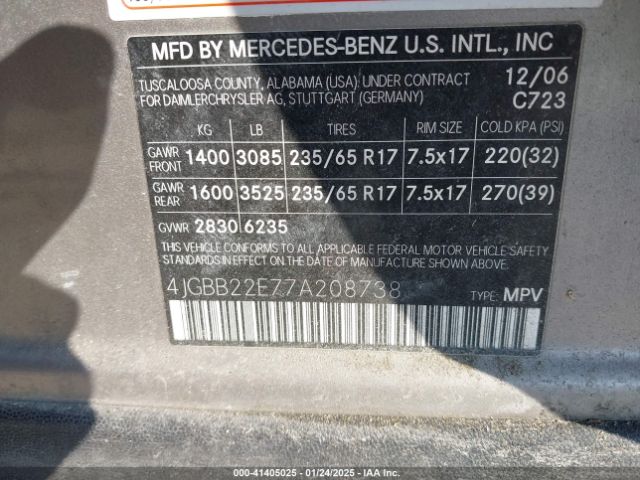 MFD BY MERCEDES-BENZ U.S. INTL., INC
TUSCALOOSA COUNTY, ALABAMA (USA) UNDER CONTRACT 12/06
FOR DAIMLERCHRYSLER AG, STUTTGART (GERMANY) C723
KG LB TIRES RIM SIZE COLD KPA (PSI)
GAWR FRONT 1400 3085 235/65 R17 7.5x17 220(32)
GAWR REAR 1600 3525 235/65 R17 7.5x17 270(39)
GVWR 2830 6235
THIS VEHICLE CONFORMS TO ALL APPLICABLE FEDERAL MOTOR VEHICLE SAFETY
STANDARDS IN EFFECT ON THE DATE OF MANUFACTURE SHOWN ABOVE.
4JGBB22E77A208738 TYPE: MPV
000-41405025 - 01/24/2025 - IAA Inc.